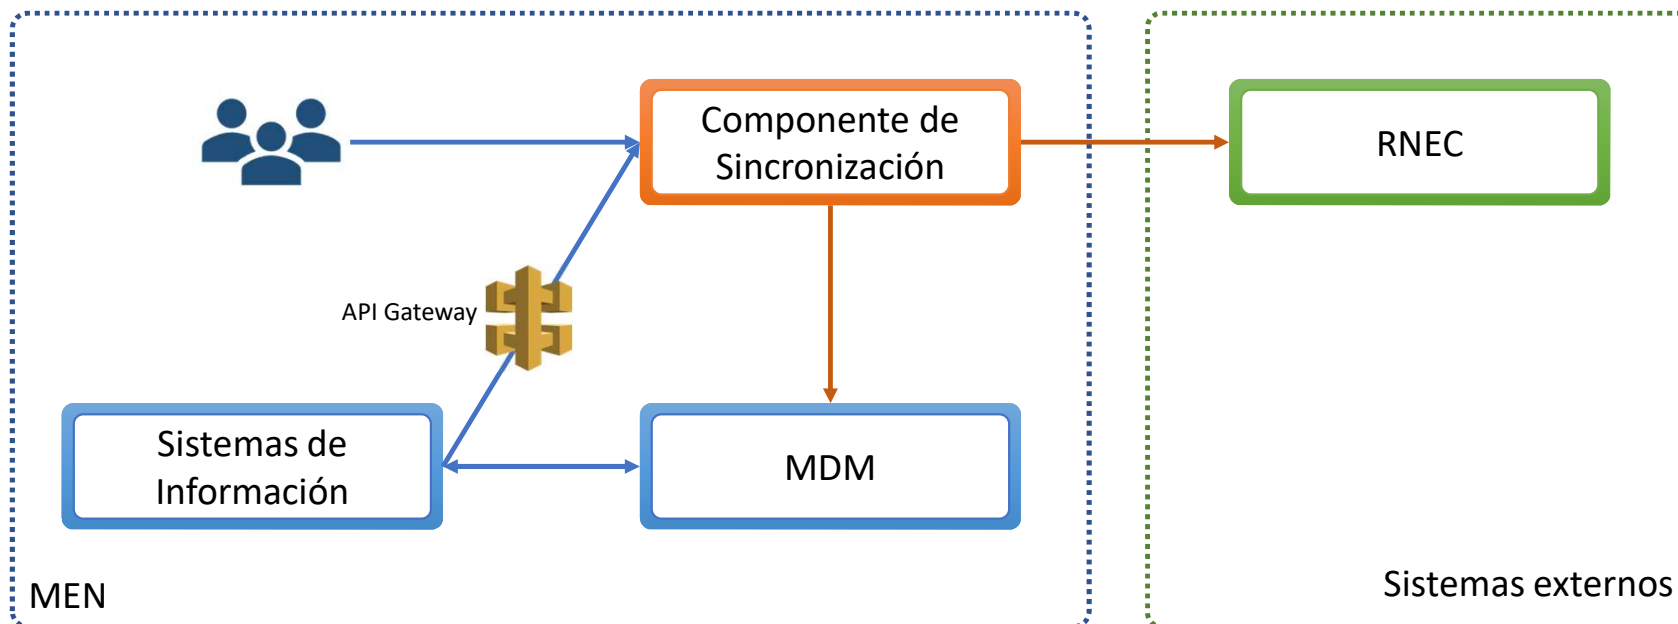 Componente de
Sincronización
RNEC
API Gateway
Sistemas de
Información
MDM
MEN
Sistemas externos